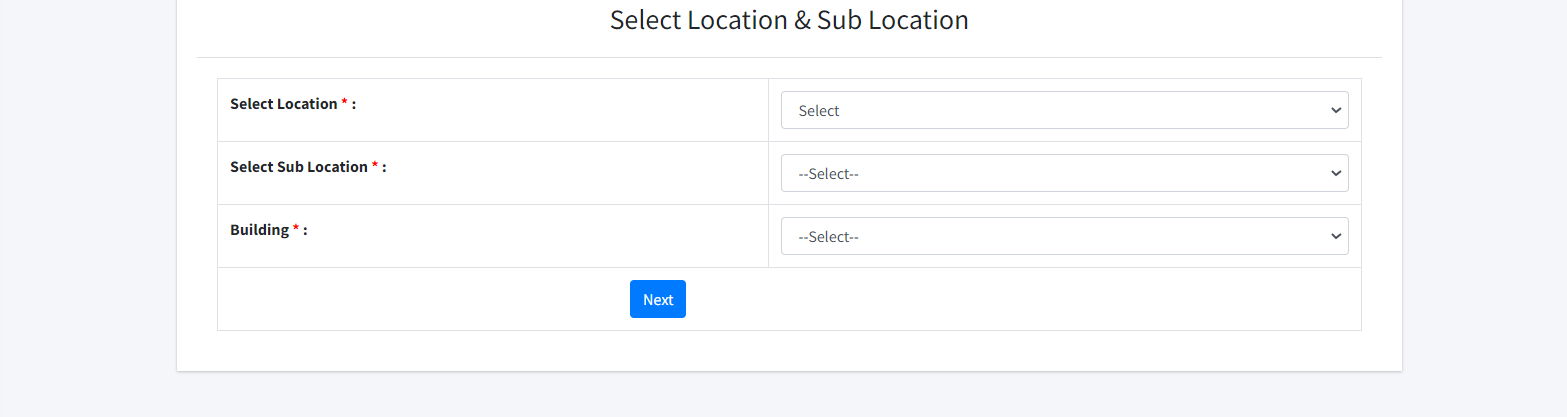 Select Location & Sub Location
Select Location * :
Select
Select Sub Location * :
--Select--
Building * :
--Select--
Next